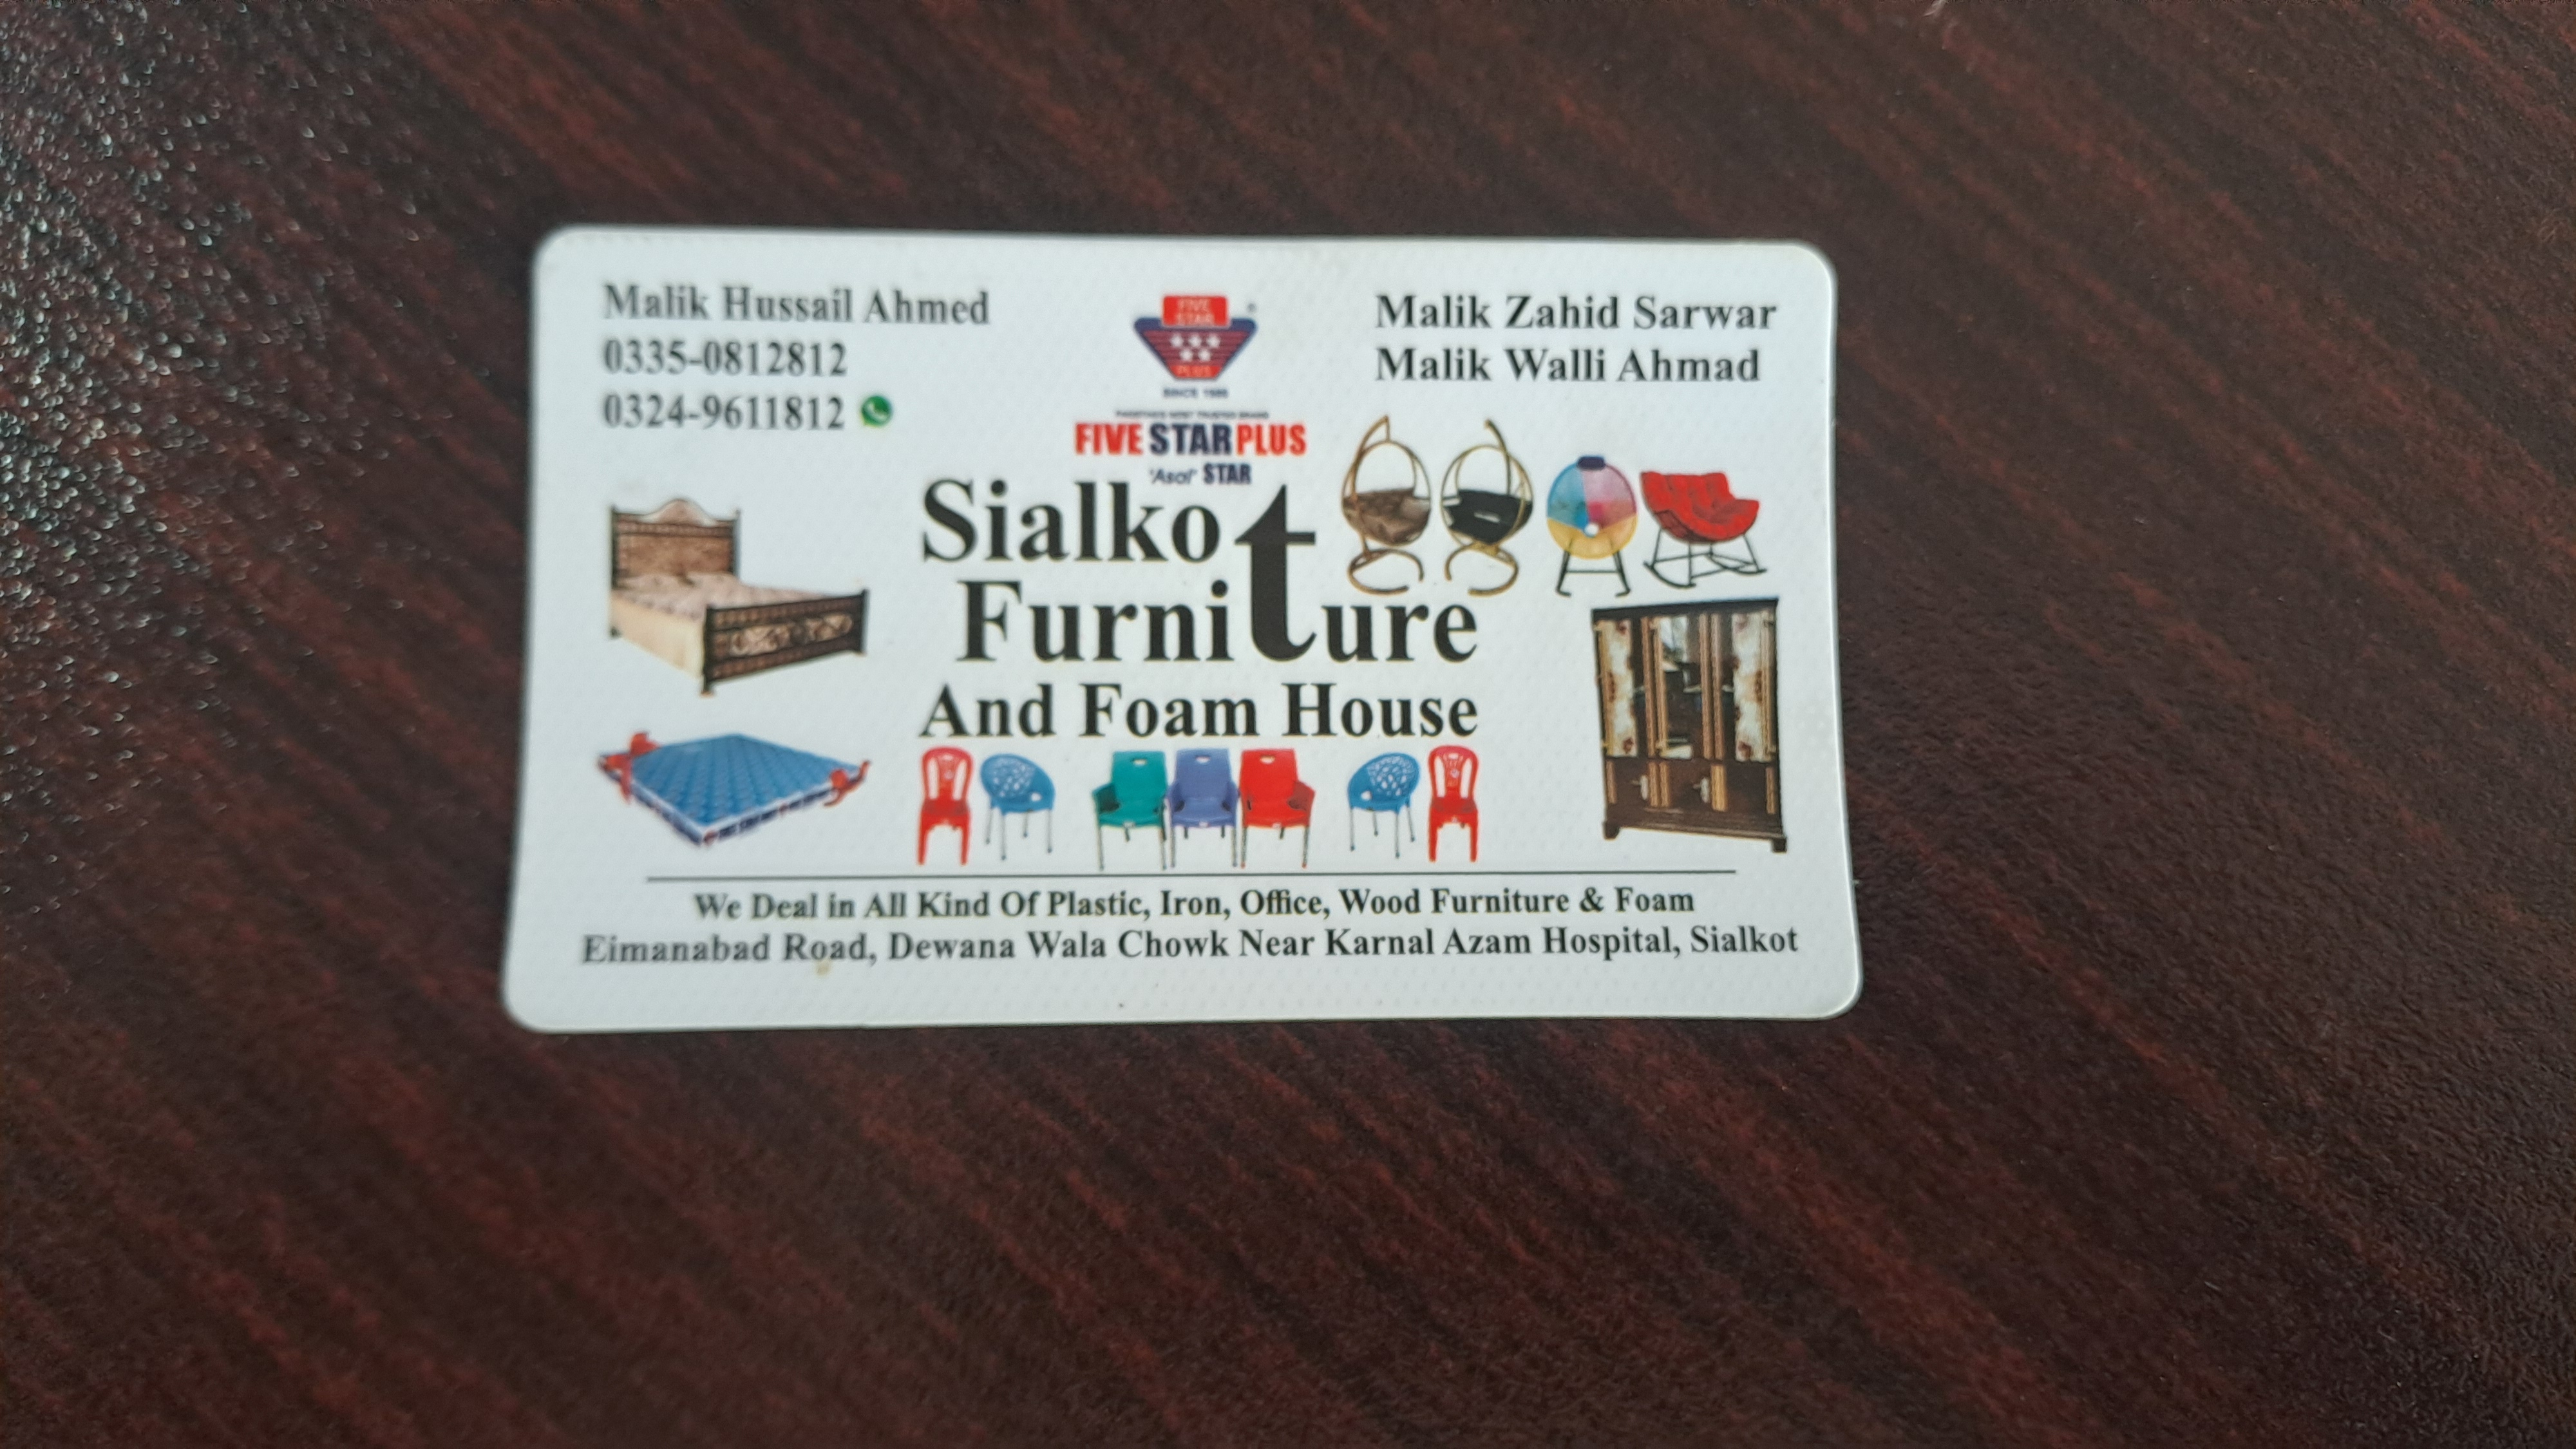 Malik Hussail Ahmed
0335-0812812
0324-9611812
FIVE
STAR
PLUS
SINCE
FIVE STAR PLUS
'Asal' STAR
Malik Zahid Sarwar
Malik Walli Ahmad
Sialkot
Furniture
And Foam House
We Deal in All Kind Of Plastic, Iron, Office, Wood Furniture & Foam
Eimanabad Road, Dewana Wala Chowk Near Karnal Azam Hospital, Sialkot